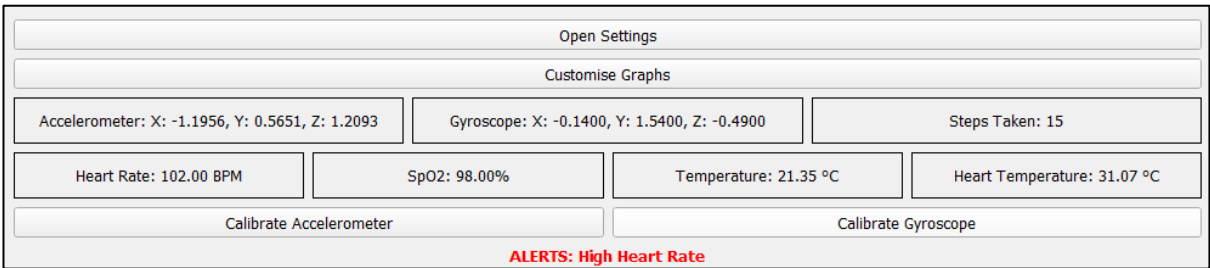 Open Settings
Customise Graphs
Accelerometer: X: -1.1956, Y: 0.5651, Z: 1.2093
Gyroscope: X: -0.1400, Y: 1.5400, Z: -0.4900
Steps Taken: 15
Heart Rate: 102.00 BPM
SpO2: 98.00%
Temperature: 21.35 ºC
Heart Temperature: 31.07 ºC
Calibrate Accelerometer
Calibrate Gyroscope
ALERTS: High Heart Rate